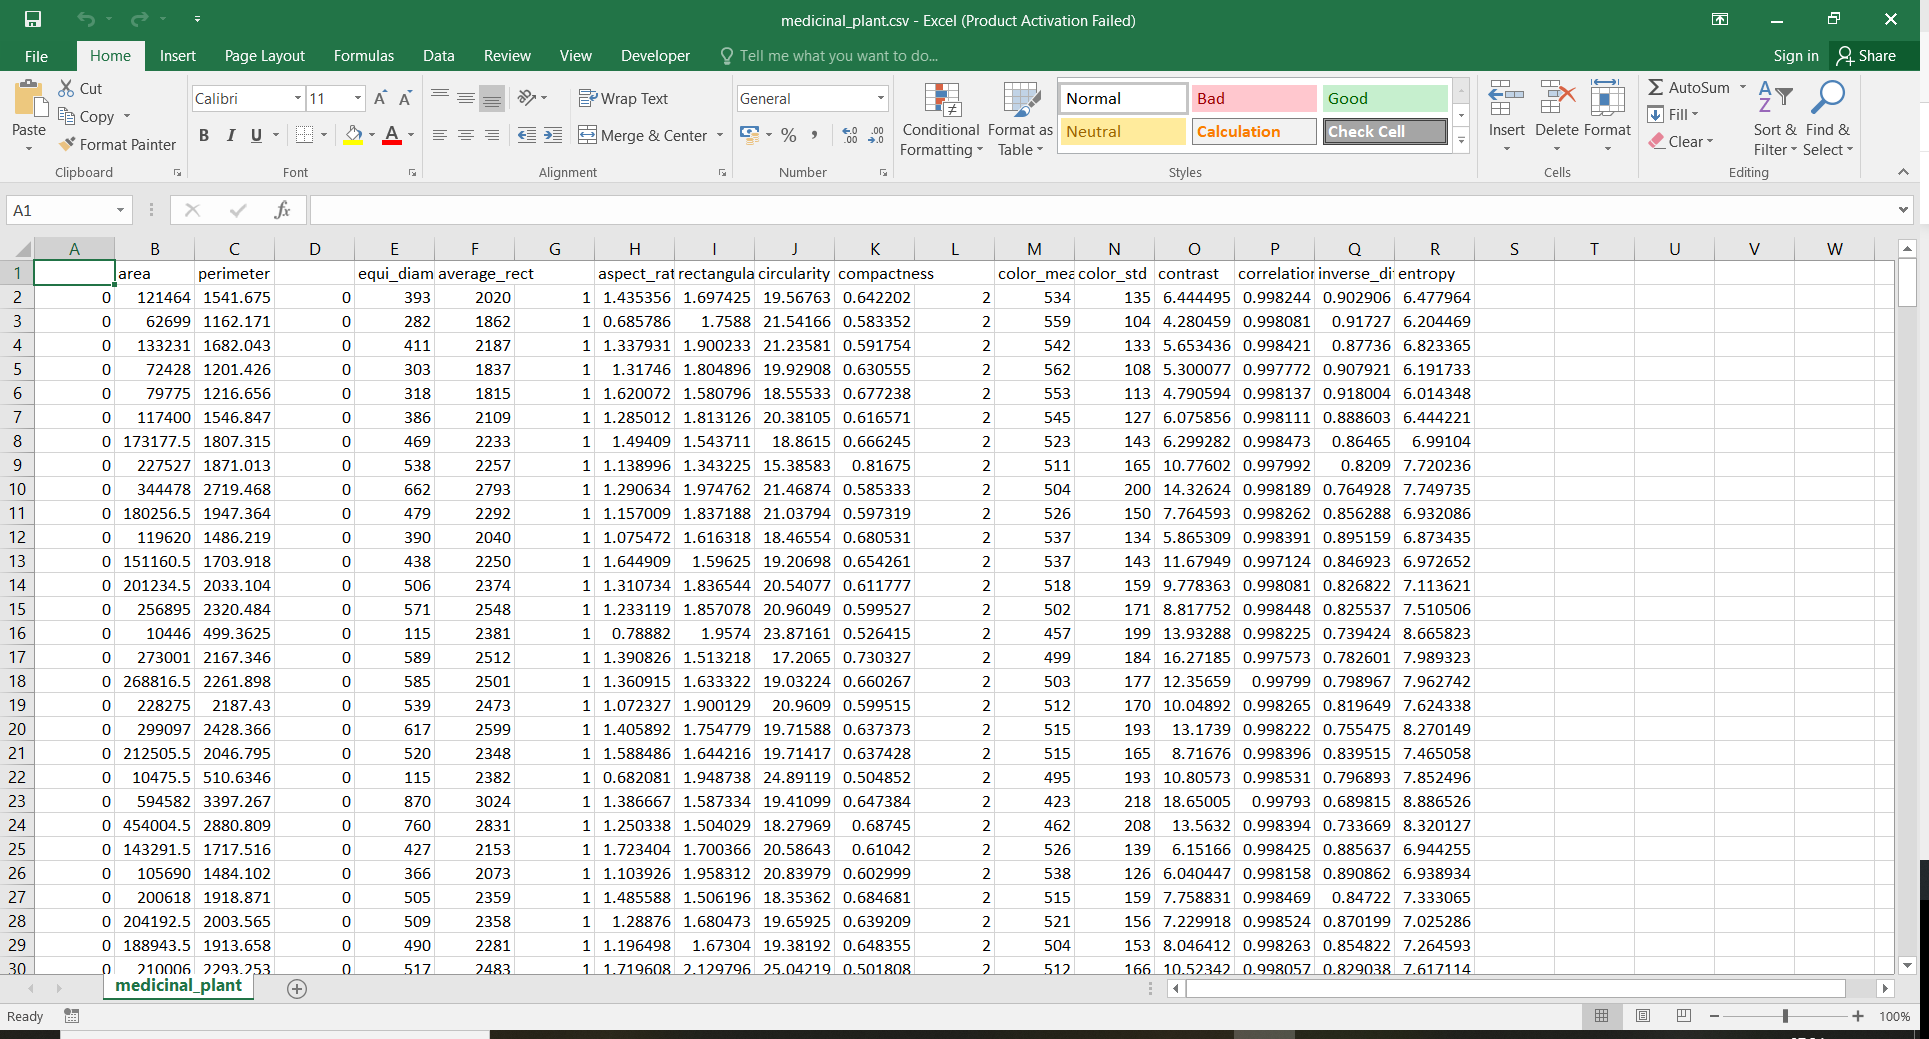 medicinal_plant.csv - Excel (Product Activation Failed)
File Home Insert Page Layout Formulas Data Review View Developer Tell me what you want to do... Sign in Share
Paste Cut Copy Format Painter Clipboard
Calibri 11 B I U A A Font
Wrap Text Merge & Center Alignment
General % , Number
Conditional Formatting Format as Table Normal Bad Good Neutral Calculation Check Cell Styles
Insert Delete Format Cells
AutoSum Fill Clear Sort & Filter Find & Select Editing
A1 fx
A B C D E F G H I J K L M N O P Q R S T U V W
1 area perimeter equi_diam average_rect aspect_rat rectangula circularity compactness color_mea color_std contrast correlation inverse_di entropy
2 0 121464 1541.675 0 393 2020 1 1.435356 1.697425 19.56763 0.642202 2 534 135 6.444495 0.998244 0.902906 6.477964
3 0 62699 1162.171 0 282 1862 1 0.685786 1.7588 21.54166 0.583352 2 559 104 4.280459 0.998081 0.91727 6.204469
4 0 133231 1682.043 0 411 2187 1 1.337931 1.900233 21.23581 0.591754 2 542 133 5.653436 0.998421 0.87736 6.823365
5 0 72428 1201.426 0 303 1837 1 1.31746 1.804896 19.92908 0.630555 2 562 108 5.300077 0.997772 0.907921 6.191733
6 0 79775 1216.656 0 318 1815 1 1.620072 1.580796 18.55533 0.677238 2 553 113 4.790594 0.998137 0.918004 6.014348
7 0 117400 1546.847 0 386 2109 1 1.285012 1.813126 20.38105 0.616571 2 545 127 6.075856 0.998111 0.888603 6.444221
8 0 173177.5 1807.315 0 469 2233 1 1.49409 1.543711 18.8615 0.666245 2 523 143 6.299282 0.998473 0.86465 6.99104
9 0 227527 1871.013 0 538 2257 1 1.138996 1.343225 15.38583 0.81675 2 511 165 10.77602 0.997992 0.8209 7.720236
10 0 344478 2719.468 0 662 2793 1 1.290634 1.974762 21.46874 0.585333 2 504 200 14.32624 0.998189 0.764928 7.749735
11 0 180256.5 1947.364 0 479 2292 1 1.157009 1.837188 21.03794 0.597319 2 526 150 7.764593 0.998262 0.856288 6.932086
12 0 119620 1486.219 0 390 2040 1 1.075472 1.616318 18.46554 0.680531 2 537 134 5.865309 0.998391 0.895159 6.873435
13 0 151160.5 1703.918 0 438 2250 1 1.644909 1.59625 19.20698 0.654261 2 537 143 11.67949 0.997124 0.846923 6.972652
14 0 201234.5 2033.104 0 506 2374 1 1.310734 1.836544 20.54077 0.611777 2 518 159 9.778363 0.998081 0.826822 7.113621
15 0 256895 2320.484 0 571 2548 1 1.233119 1.857078 20.96049 0.599527 2 502 171 8.817752 0.998448 0.825537 7.510506
16 0 10446 499.3625 0 115 2381 1 0.78882 1.9574 23.87161 0.526415 2 457 199 13.93288 0.998225 0.739424 8.665823
17 0 273001 2167.346 0 589 2512 1 1.390826 1.513218 17.2065 0.730327 2 499 184 16.27185 0.997573 0.782601 7.989323
18 0 268816.5 2261.898 0 585 2501 1 1.360915 1.633322 19.03224 0.660267 2 503 177 12.35659 0.99799 0.798967 7.962742
19 0 228275 2187.43 0 539 2473 1 1.072327 1.900129 20.9609 0.599515 2 512 170 10.04892 0.998265 0.819649 7.624338
20 0 299097 2428.366 0 617 2599 1 1.405892 1.754779 19.71588 0.637373 2 515 193 13.1739 0.998222 0.755475 8.270149
21 0 212505.5 2046.795 0 520 2348 1 1.588486 1.644216 19.71417 0.637428 2 515 165 8.71676 0.998396 0.839515 7.465058
22 0 10475.5 510.6346 0 115 2382 1 0.682081 1.948738 24.89119 0.504852 2 495 193 10.80573 0.998531 0.796893 7.852496
23 0 594582 3397.267 0 870 3024 1 1.386667 1.587334 19.41099 0.647384 2 423 218 18.65005 0.99793 0.689815 8.886526
24 0 454004.5 2880.809 0 760 2831 1 1.250338 1.504029 18.27969 0.68745 2 462 208 13.5632 0.998394 0.733669 8.320127
25 0 143291.5 1717.516 0 427 2153 1 1.723404 1.700366 20.58643 0.61042 2 526 139 6.15166 0.998425 0.885637 6.944255
26 0 105690 1484.102 0 366 2073 1 1.103926 1.958312 20.83979 0.602999 2 538 126 6.040447 0.998158 0.890862 6.938934
27 0 200618 1918.871 0 505 2359 1 1.485588 1.506196 18.35362 0.684681 2 515 159 7.758831 0.998469 0.84722 7.333065
28 0 204192.5 2003.565 0 509 2358 1 1.28876 1.680473 19.65925 0.639209 2 521 156 7.229918 0.998524 0.870199 7.025286
29 0 188943.5 1913.658 0 490 2281 1 1.196498 1.67304 19.38192 0.648355 2 504 153 8.046412 0.998263 0.854822 7.264593
30 0 210006 2293.253 0 517 2483 1 1.719608 2.129796 25.04219 0.501808 2 512 166 10.52342 0.998057 0.829038 7.617114
medicinal_plant
Ready 100%